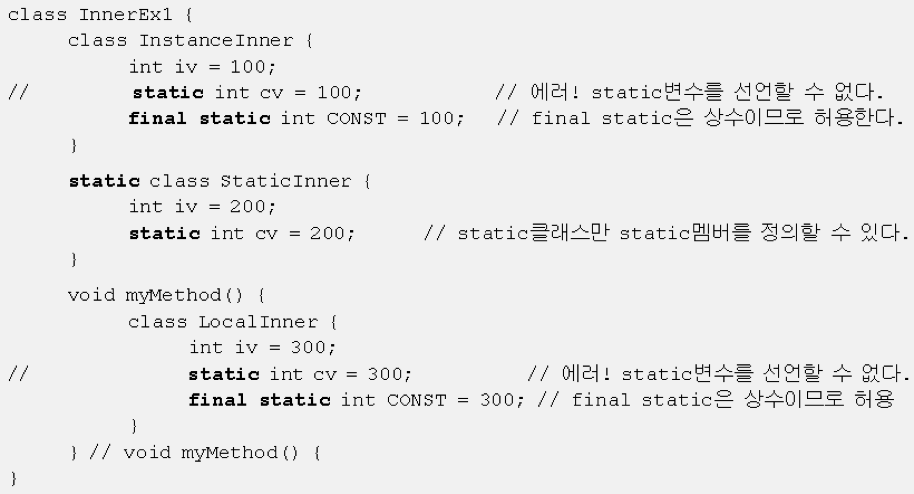 class InnerEx1 {
class InstanceInner {
int iv = 100;
// static int cv = 100; // 에러! static변수를 선언할 수 없다.
final static int CONST = 100; // final static은 상수이므로 허용한다.
}
static class StaticInner {
int iv = 200;
static int cv = 200; // static클래스만 static멤버를 정의할 수 있다.
}
void myMethod() {
class LocalInner {
int iv = 300;
// static int cv = 300; // 에러! static변수를 선언할 수 없다.
final static int CONST = 300; // final static은 상수이므로 허용
}
} // void myMethod() {
}